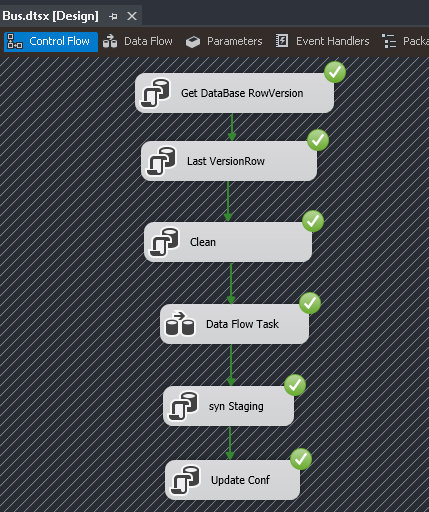 Bus.dtsx [Design]
Control Flow Data Flow Parameters Event Handlers Packa
Get DataBase RowVersion
Last VersionRow
Clean
Data Flow Task
syn Staging
Update Conf